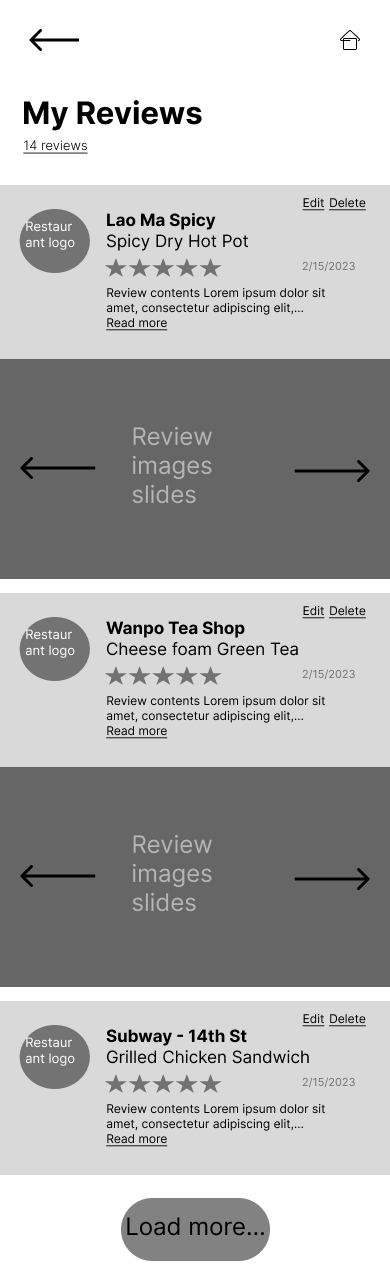 My Reviews
14 reviews
Edit Delete
Restaur
ant logo
Lao Ma Spicy
Spicy Dry Hot Pot
2/15/2023
Review contents Lorem ipsum dolor sit
amet, consectetur adipiscing elit,...
Read more
Review
images
slides
Edit Delete
Restaur
ant logo
Wanpo Tea Shop
Cheese foam Green Tea
2/15/2023
Review contents Lorem ipsum dolor sit
amet, consectetur adipiscing elit,...
Read more
Review
images
slides
Edit Delete
Restaur
ant logo
Subway - 14th St
Grilled Chicken Sandwich
2/15/2023
Review contents Lorem ipsum dolor sit
amet, consectetur adipiscing elit,...
Read more
Load more...